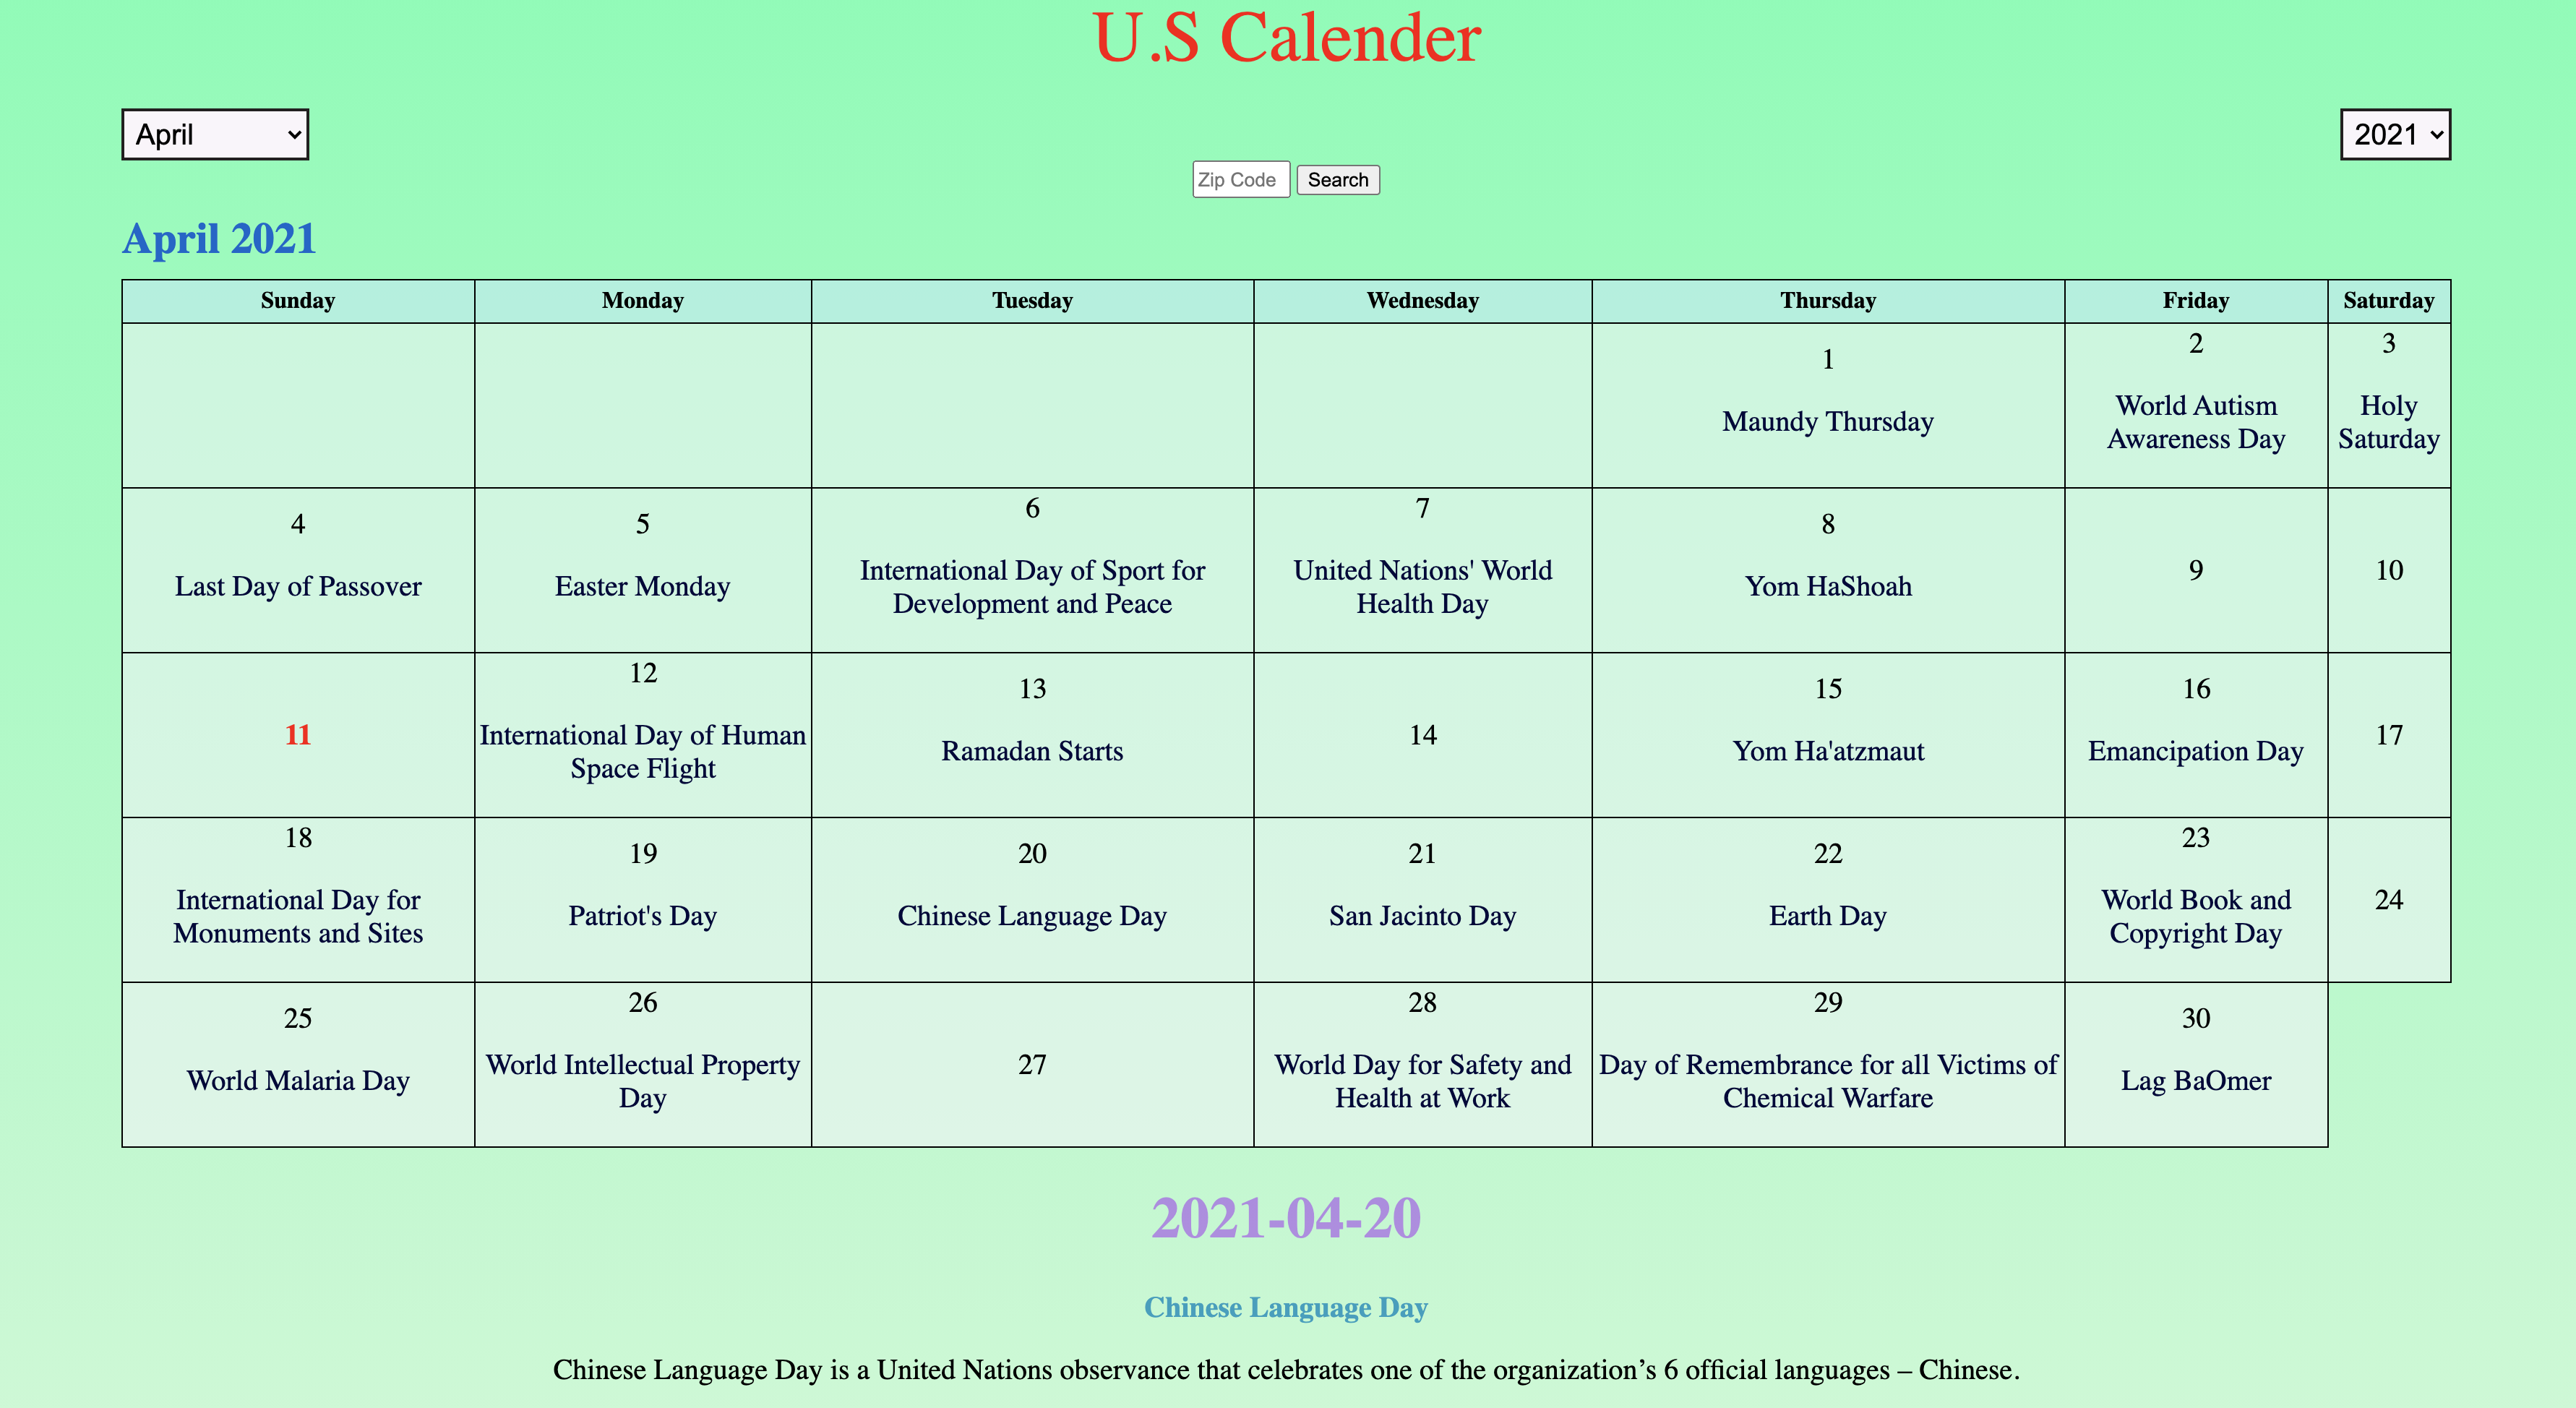 U.S Calender
April
2021
Zip Code
Search
April 2021
Sunday
Monday
Tuesday
Wednesday
Thursday
Friday
Saturday
1
Maundy Thursday
2
World Autism
Awareness Day
3
Holy
Saturday
4
Last Day of Passover
5
Easter Monday
6
International Day of Sport for
Development and Peace
7
United Nations' World
Health Day
8
Yom HaShoah
9
10
11
12
International Day of Human
Space Flight
13
Ramadan Starts
14
15
Yom Ha'atzmaut
16
Emancipation Day
17
18
International Day for
Monuments and Sites
19
Patriot's Day
20
Chinese Language Day
21
San Jacinto Day
22
Earth Day
23
World Book and
Copyright Day
24
25
World Malaria Day
26
World Intellectual Property
Day
27
28
World Day for Safety and
Health at Work
29
Day of Remembrance for all Victims of
Chemical Warfare
30
Lag BaOmer
2021-04-20
Chinese Language Day
Chinese Language Day is a United Nations observance that celebrates one of the organization’s 6 official languages – Chinese.